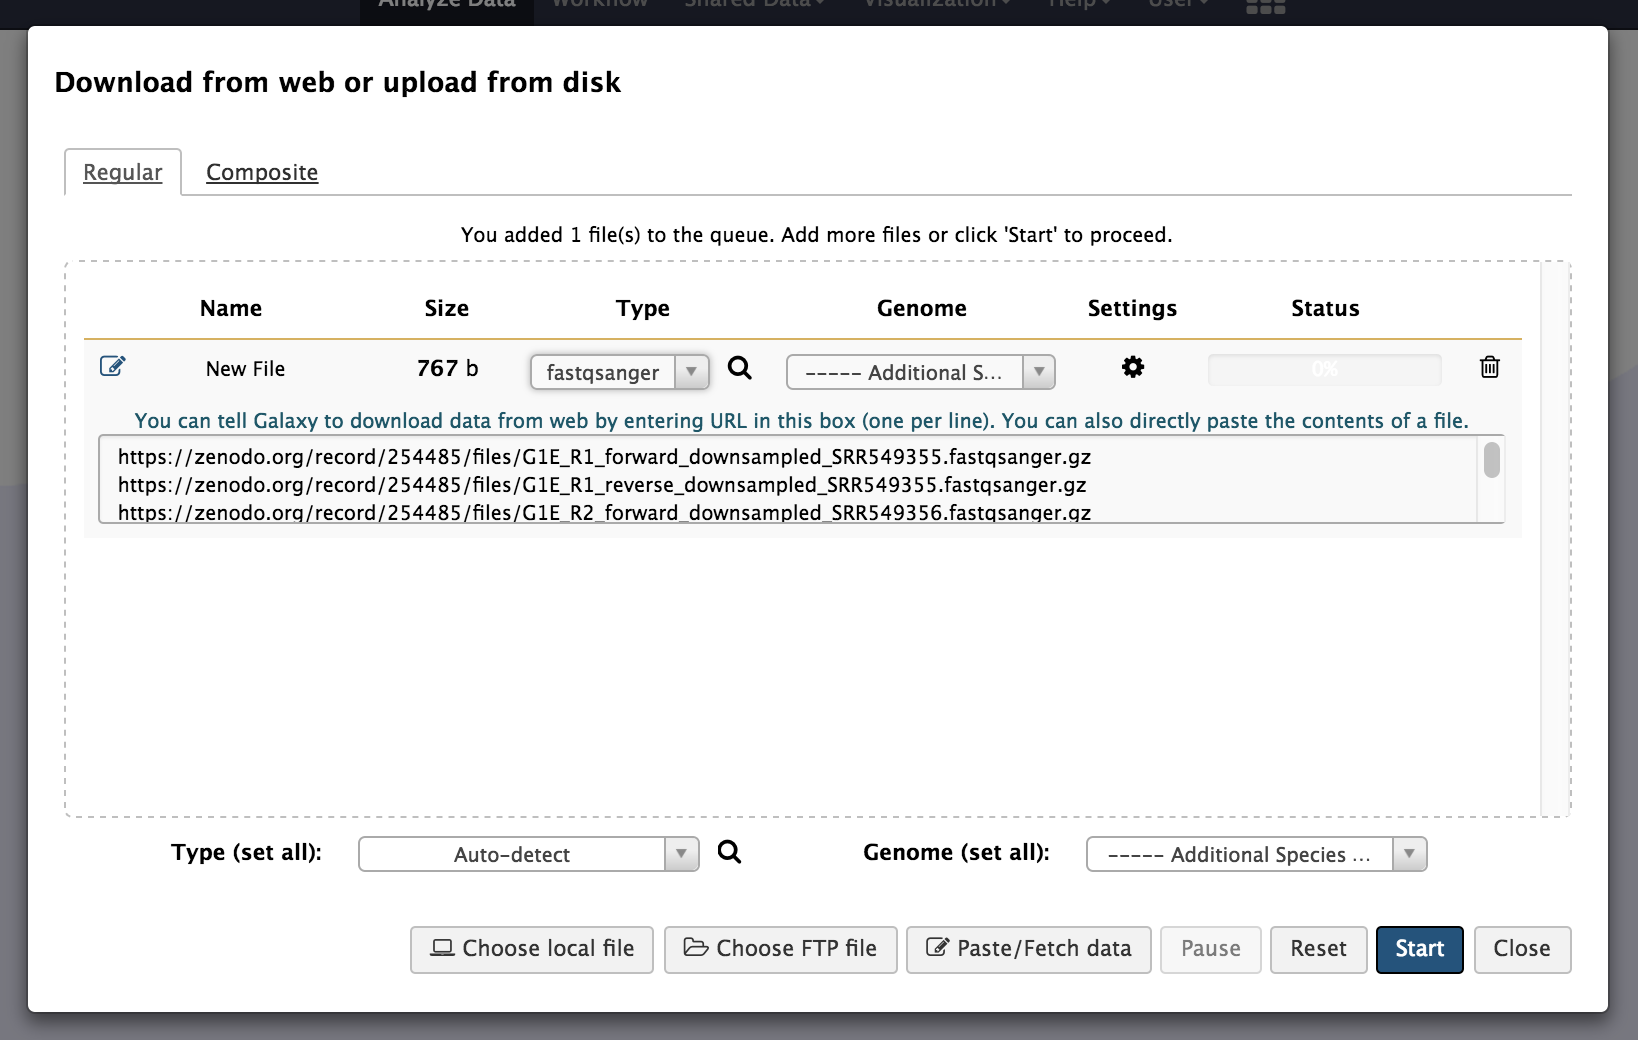 Analyze Data Workflow Shared Data Visualization Help User
Download from web or upload from disk
Regular Composite
You added 1 file(s) to the queue. Add more files or click 'Start' to proceed.
Name Size Type Genome Settings Status
New File 767 b fastqsanger ----- Additional S... 0%
You can tell Galaxy to download data from web by entering URL in this box (one per line). You can also directly paste the contents of a file.
https://zenodo.org/record/254485/files/G1E_R1_forward_downsampled_SRR549355.fastqsanger.gz
https://zenodo.org/record/254485/files/G1E_R1_reverse_downsampled_SRR549355.fastqsanger.gz
https://zenodo.org/record/254485/files/G1E_R2_forward_downsampled_SRR549356.fastqsanger.gz
Type (set all): Auto-detect Genome (set all): ----- Additional Species ...
Choose local file Choose FTP file Paste/Fetch data Pause Reset Start Close